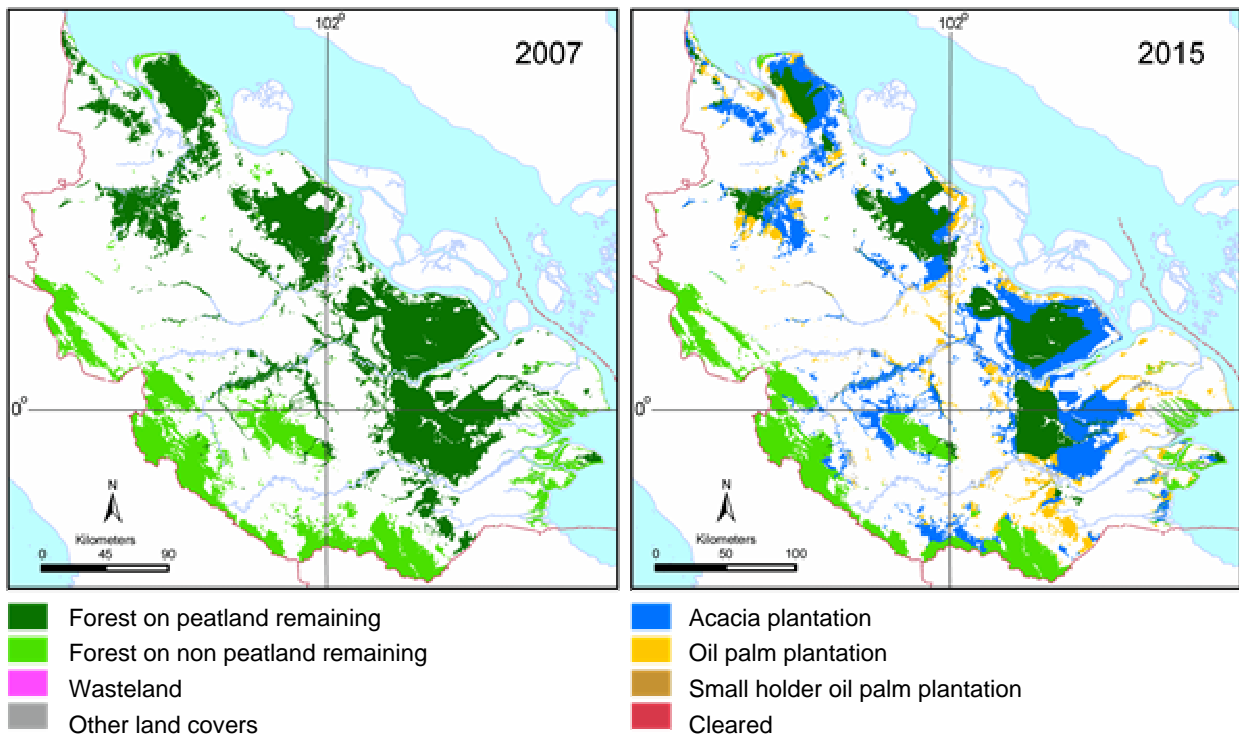 102°
2007
0°
N
Kilometers
0 45 90
102°
2015
0°
N
Kilometers
0 50 100
Forest on peatland remaining
Forest on non peatland remaining
Wasteland
Other land covers
Acacia plantation
Oil palm plantation
Small holder oil palm plantation
Cleared